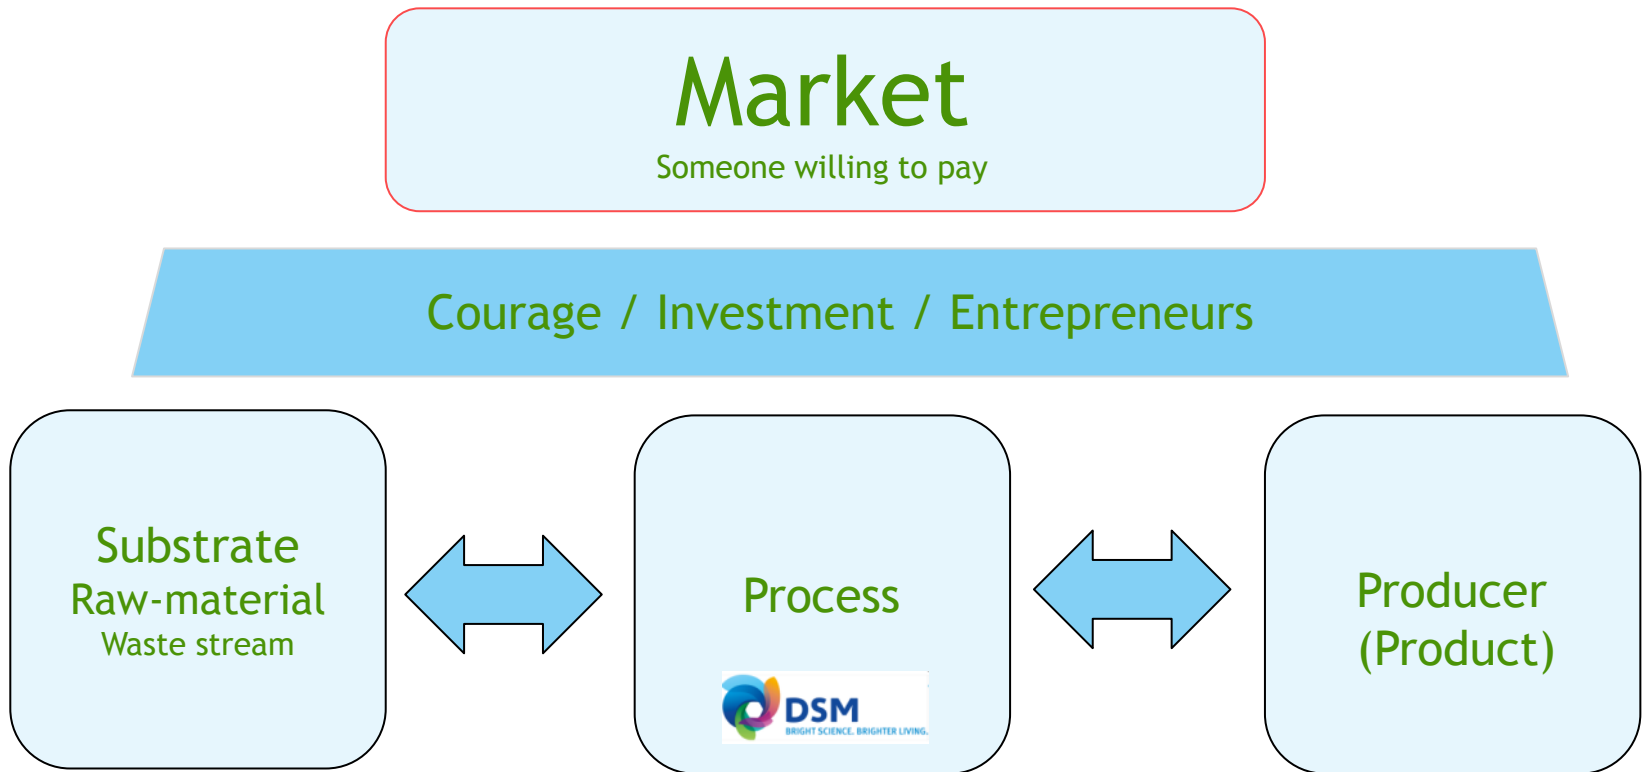 Market
Someone willing to pay
Courage / Investment / Entrepreneurs
Substrate
Raw-material
Waste stream
Process
DSM
BRIGHT SCIENCE. BRIGHTER LIVING.
Producer
(Product)